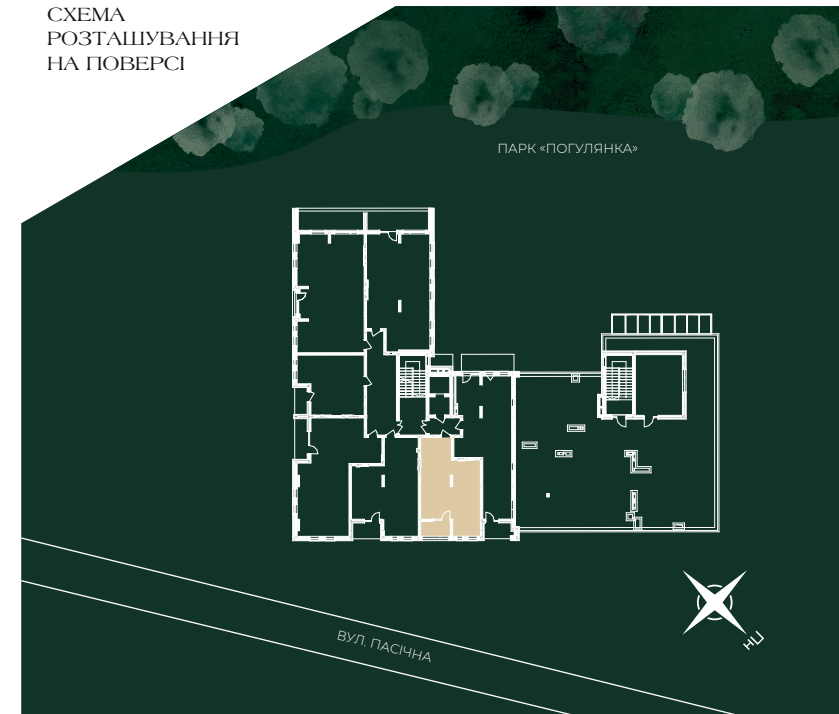 СХЕМА
РОЗТАШУВАННЯ
НА ПОВЕРСІ
ПАРК «ПОГУЛЯНКА»
ВУЛ. ПАСІЧНА
ПН